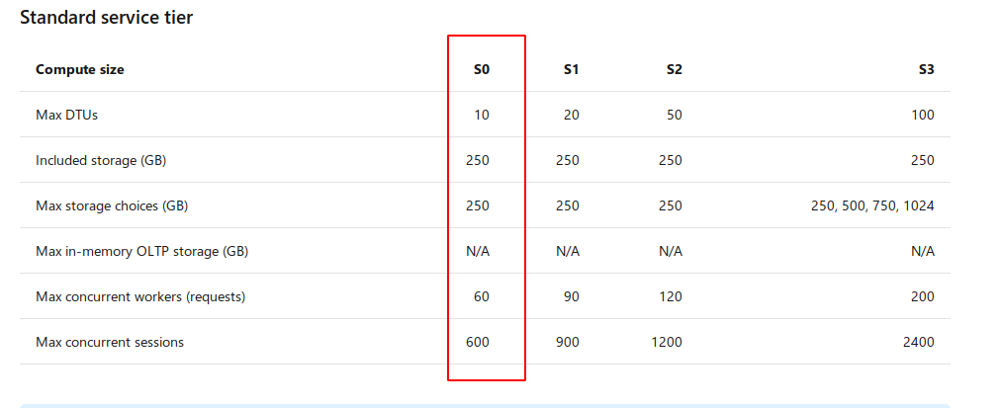 Standard service tier
Compute size S0 S1 S2 S3
Max DTUs 10 20 50 100
Included storage (GB) 250 250 250 250
Max storage choices (GB) 250 250 250 250, 500, 750, 1024
Max in-memory OLTP storage (GB) N/A N/A N/A N/A
Max concurrent workers (requests) 60 90 120 200
Max concurrent sessions 600 900 1200 2400